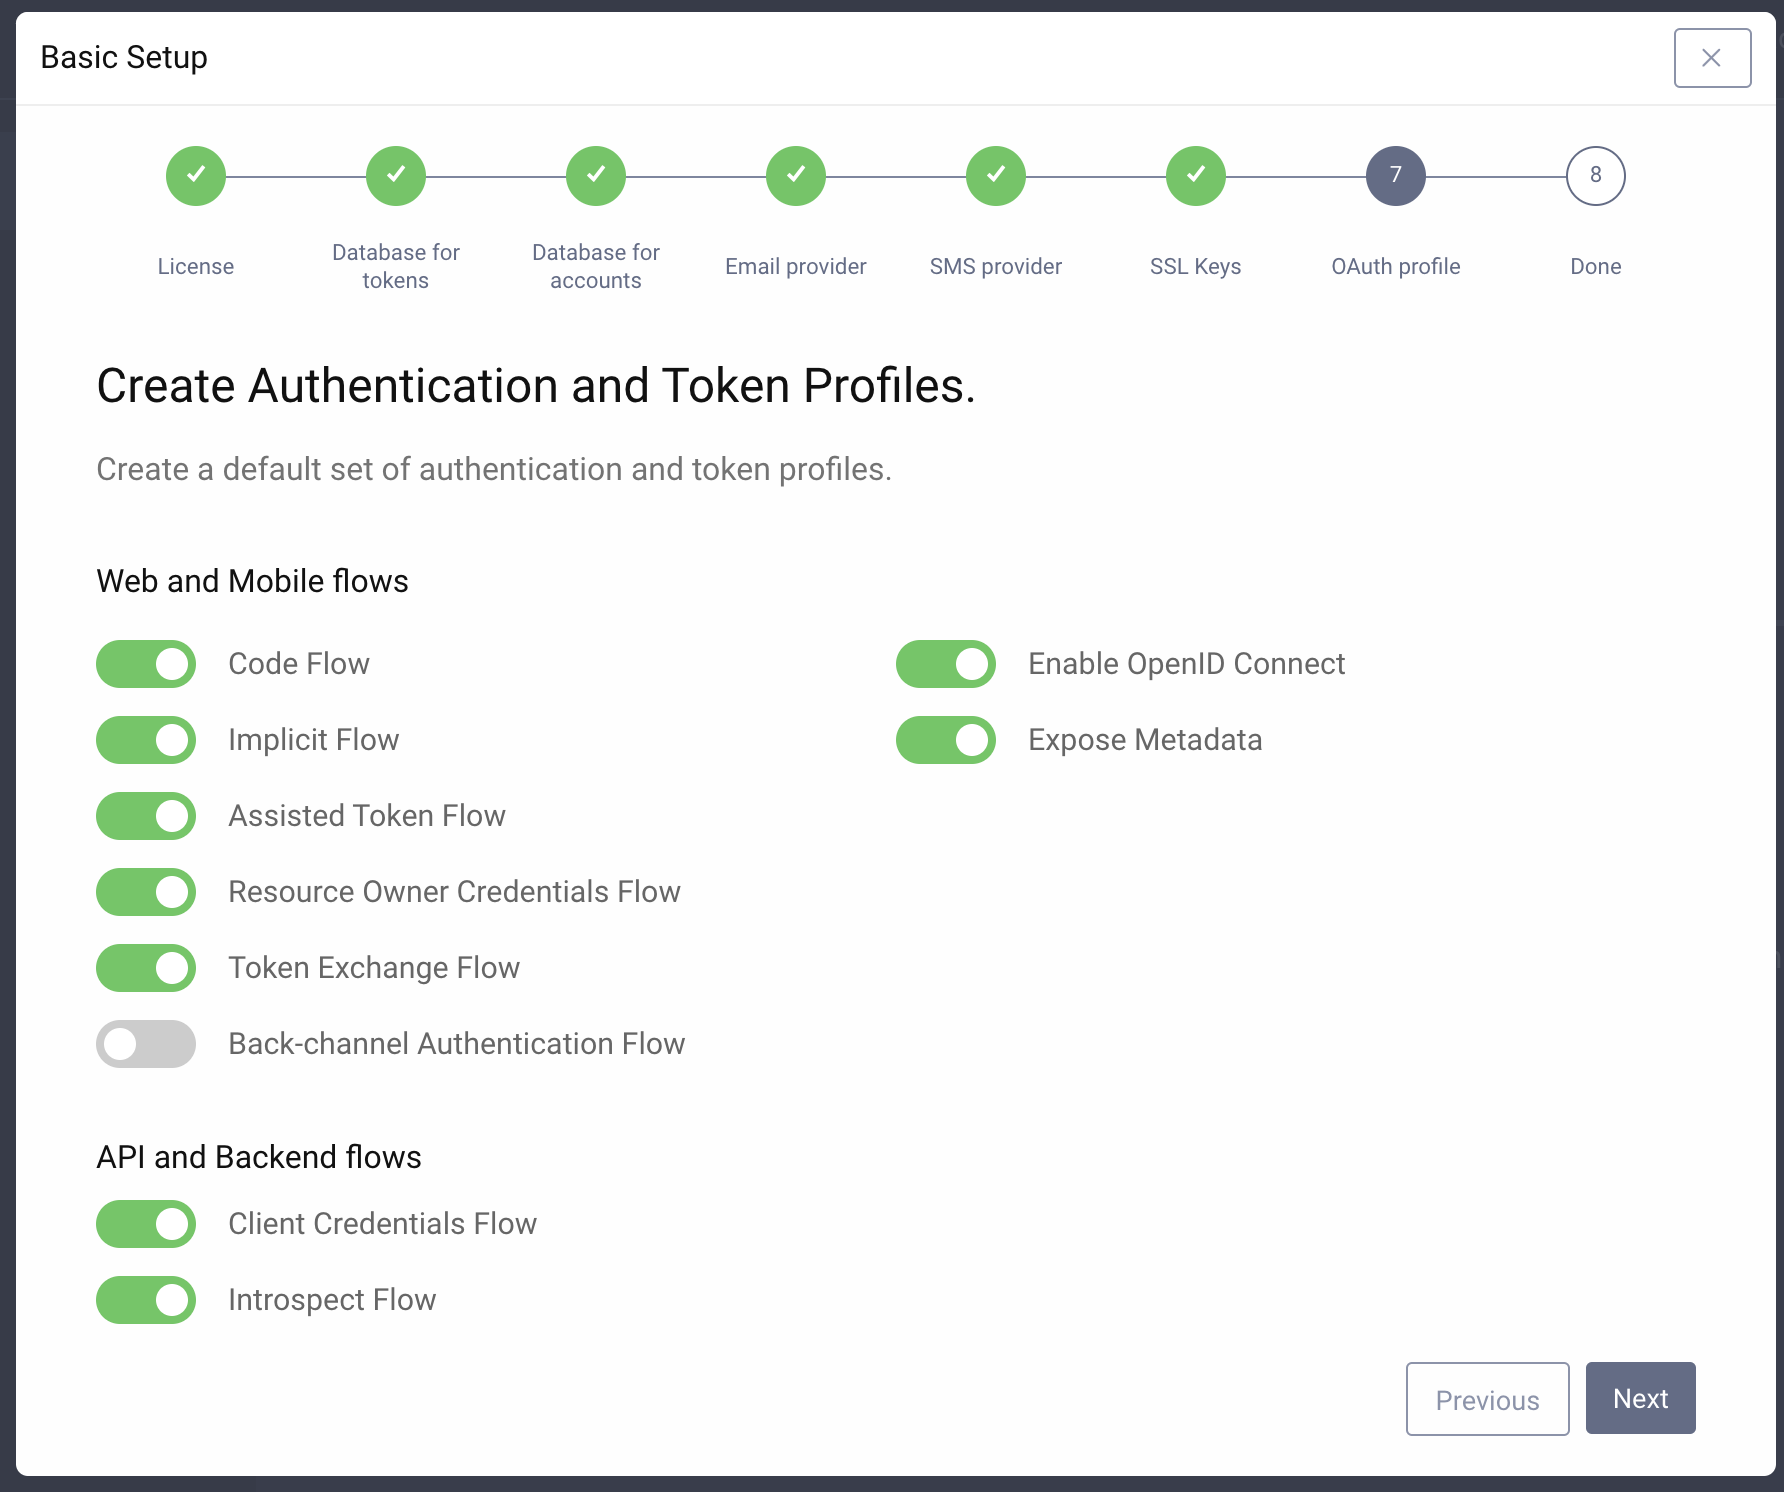 Basic Setup
7
8
License
Database for
tokens
Database for
accounts
Email provider
SMS provider
SSL Keys
OAuth profile
Done
Create Authentication and Token Profiles.
Create a default set of authentication and token profiles.
Web and Mobile flows
Code Flow
Enable OpenID Connect
Implicit Flow
Expose Metadata
Assisted Token Flow
Resource Owner Credentials Flow
Token Exchange Flow
Back-channel Authentication Flow
API and Backend flows
Client Credentials Flow
Introspect Flow
Previous
Next